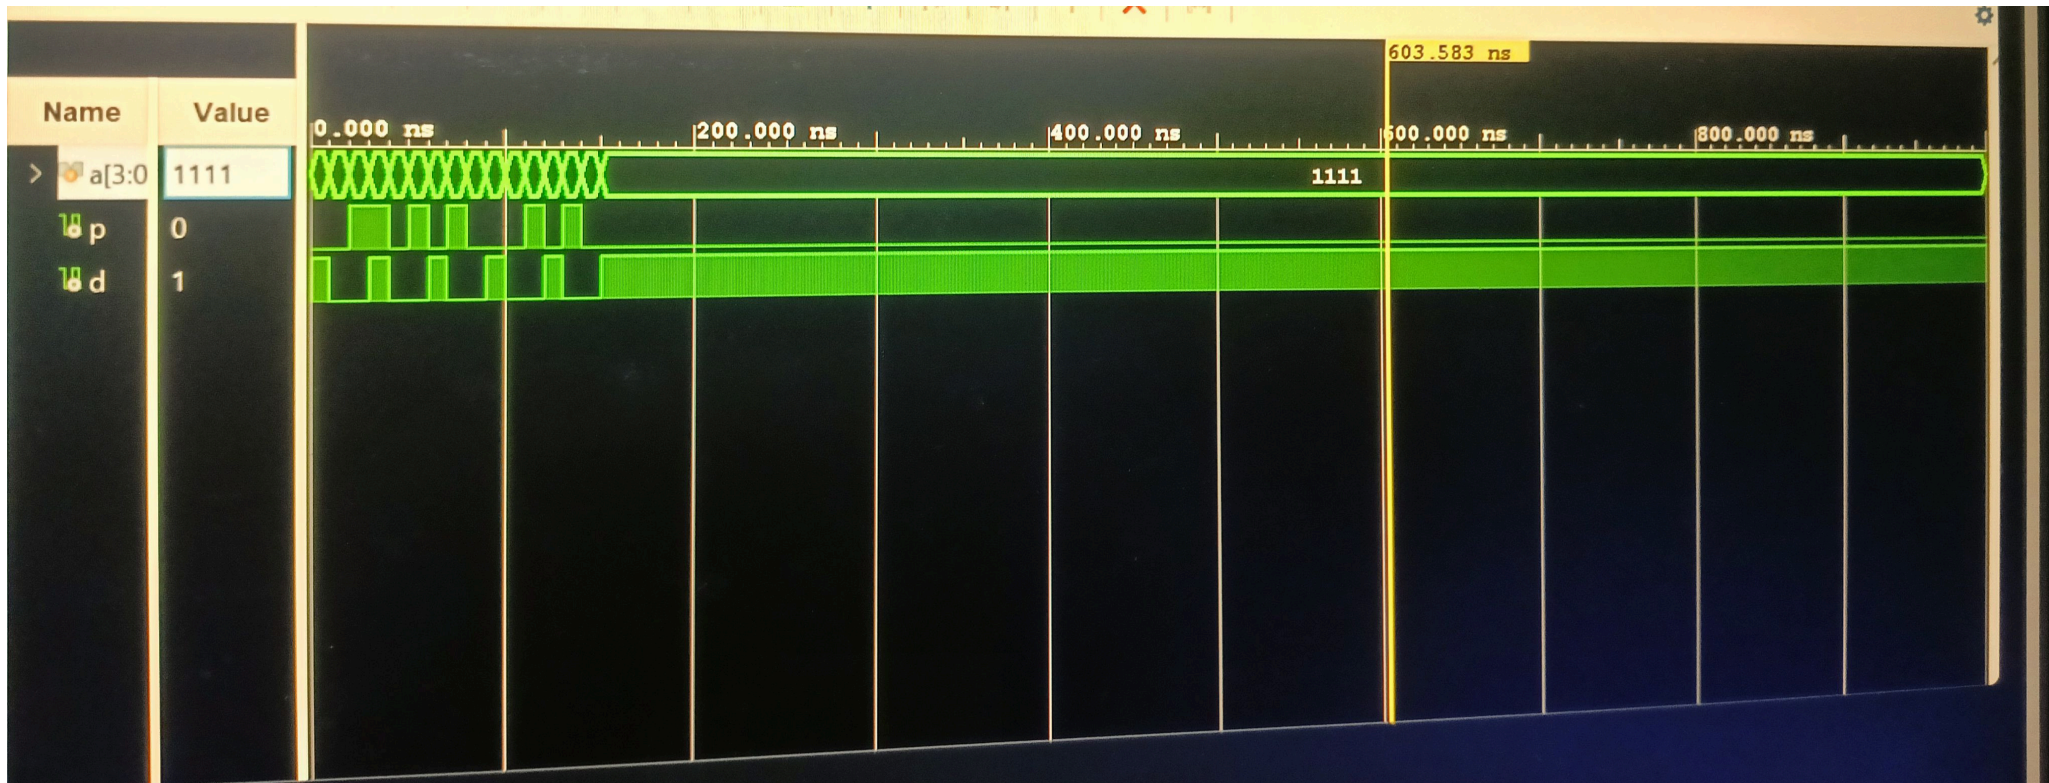 603.583 ns
Name Value
0.000 ns 200.000 ns 400.000 ns 600.000 ns 800.000 ns
a[3:0 1111 1111
p 0
d 1